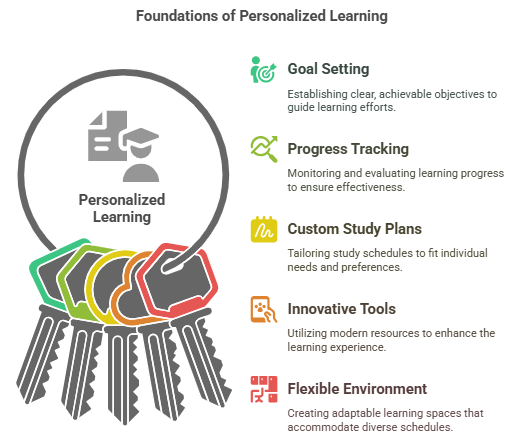 Foundations of Personalized Learning
Personalized
Learning
Goal Setting
Establishing clear, achievable objectives to
guide learning efforts.
Progress Tracking
Monitoring and evaluating learning progress
to ensure effectiveness.
Custom Study Plans
Tailoring study schedules to fit individual
needs and preferences.
Innovative Tools
Utilizing modern resources to enhance the
learning experience.
Flexible Environment
Creating adaptable learning spaces that
accommodate diverse schedules.